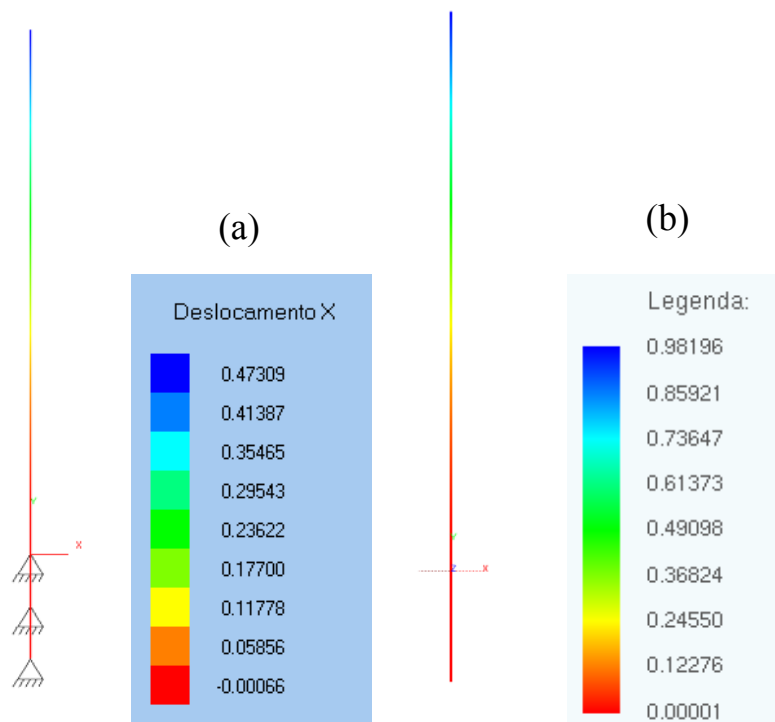 (a)
Deslocamento X
0.47309
0.41387
0.35465
0.29543
0.23622
0.17700
0.11778
0.05856
-0.00066
Y
X
(b)
Legenda:
0.98196
0.85921
0.73647
0.61373
0.49098
0.36824
0.24550
0.12276
0.00001
Y
Z
X